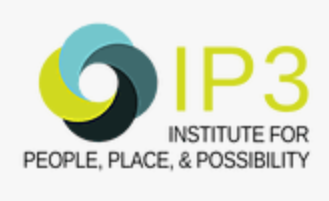 IP3
INSTITUTE FOR
PEOPLE, PLACE, & POSSIBILITY